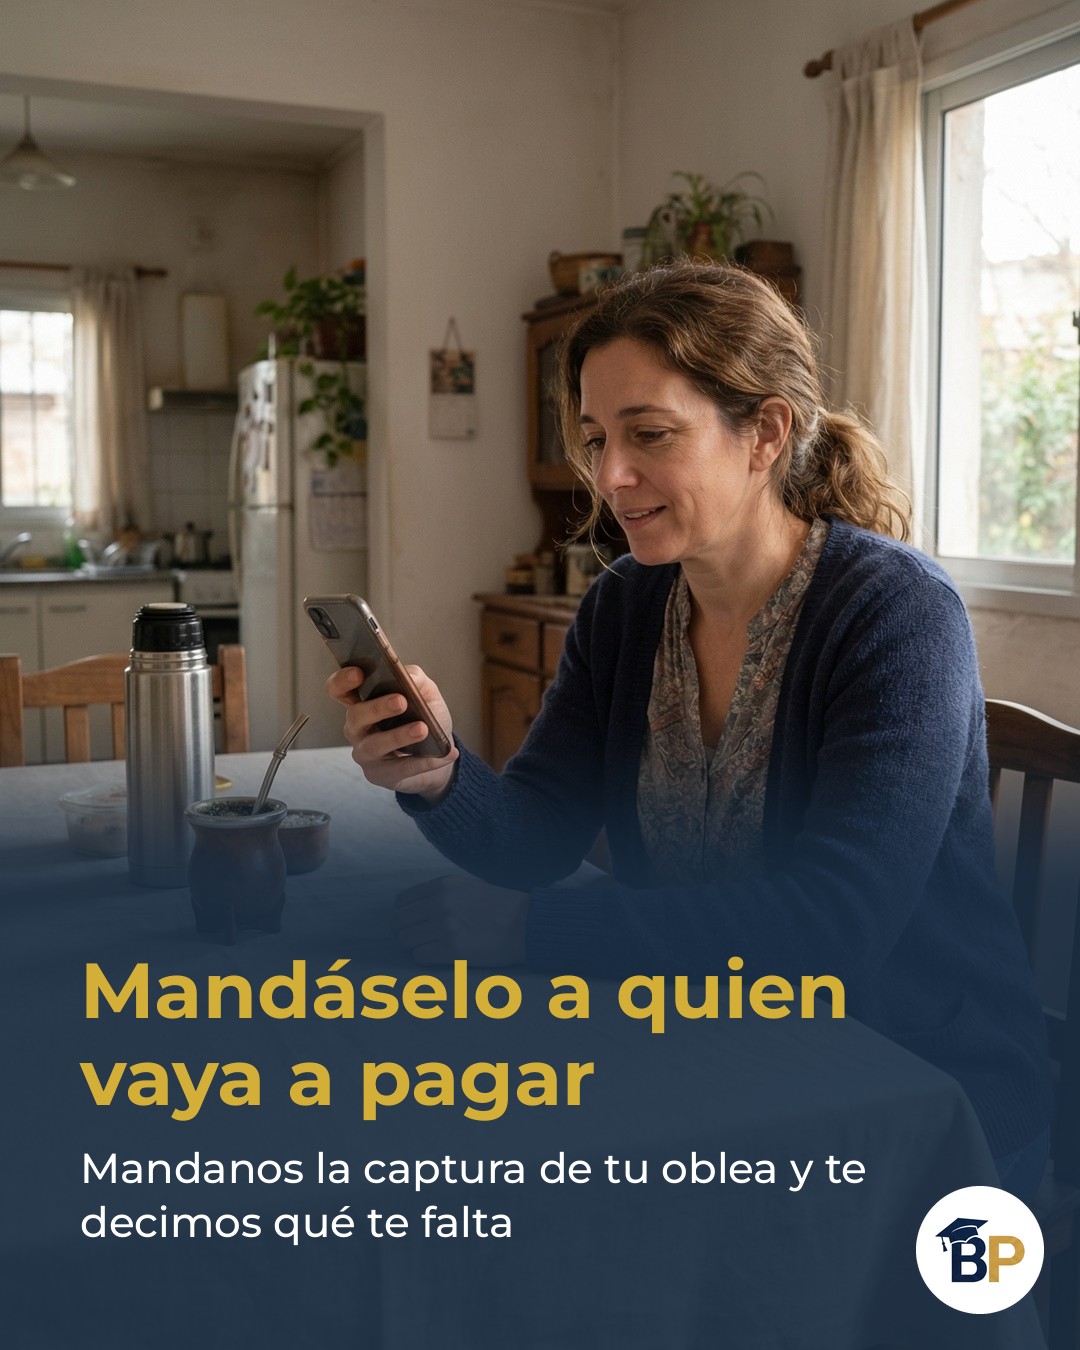 Mandáselo a quien
vaya a pagar
Mandanos la captura de tu oblea y te
decimos qué te falta
BP